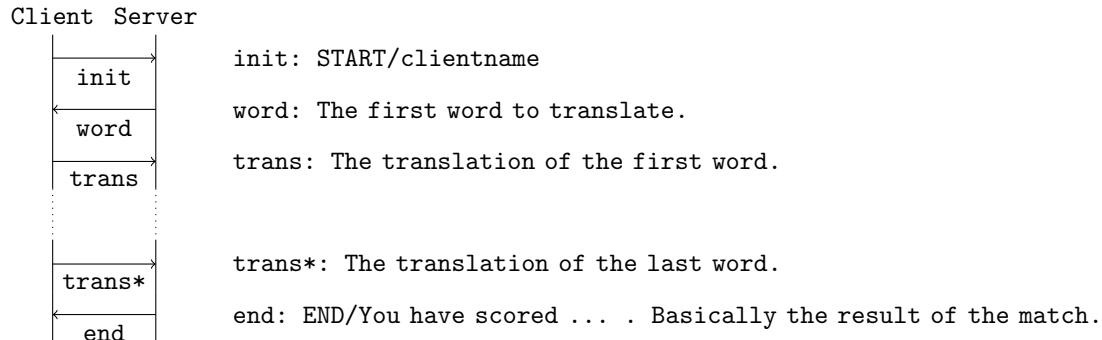 Client Server
init: START/clientname
init
word: The first word to translate.
word
trans: The translation of the first word.
trans
trans*: The translation of the last word.
trans*
end: END/You have scored ... . Basically the result of the match.
end